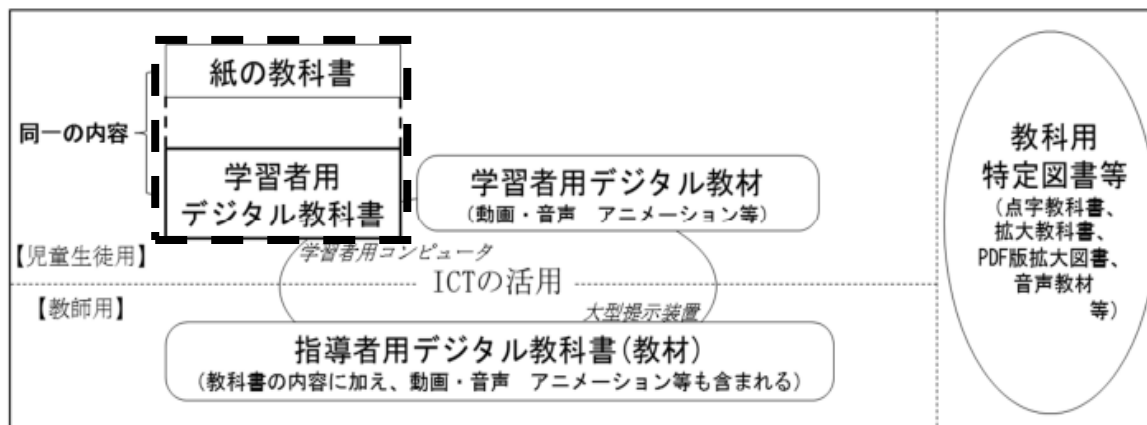 紙の教科書
同一の内容
学習者用
デジタル教科書
学習者用デジタル教材
(動画・音声 アニメーション等)
【児童生徒用】
学習者用コンピュータ
ICTの活用
【教師用】
大型提示装置
指導者用デジタル教科書(教材)
(教科書の内容に加え、動画・音声 アニメーション等も含まれる)
教科用
特定図書等
(点字教科書、
拡大教科書、
PDF版拡大図書、
音声教材
等)